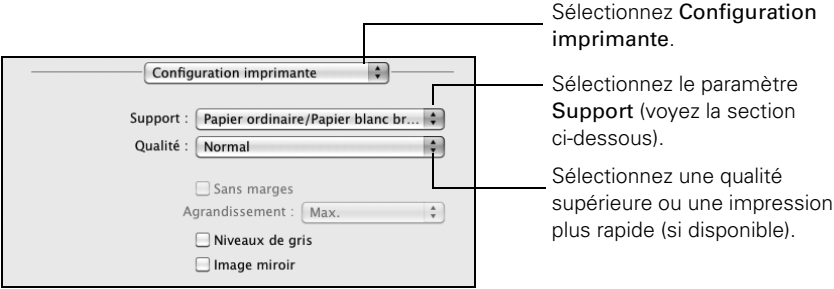 Sélectionnez Configuration
imprimante.
Configuration imprimante
Sélectionnez le paramètre
Support (voyez la section
ci-dessous).
Support : Papier ordinaire/Papier blanc br...
Qualité : Normal
Sélectionnez une qualité
supérieure ou une impression
plus rapide (si disponible).
Sans marges
Agrandissement : Max.
Niveaux de gris
Image miroir